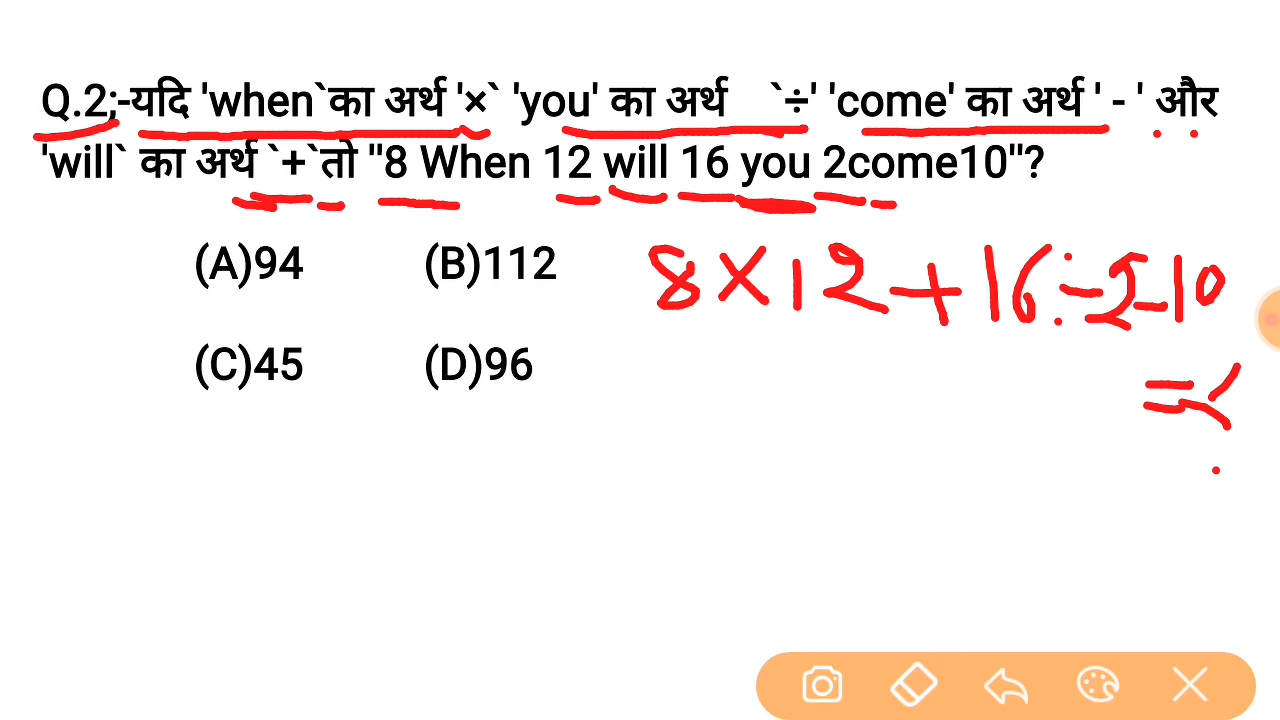 Q.2;-यदि 'when`का अर्थ '×` 'you' का अर्थ `÷' 'come' का अर्थ ' - ' और
'will` का अर्थ `+`तो "8 When 12 will 16 you 2come10"?
(A)94 (B)112
8×12+16÷2-10
=?
(C)45 (D)96